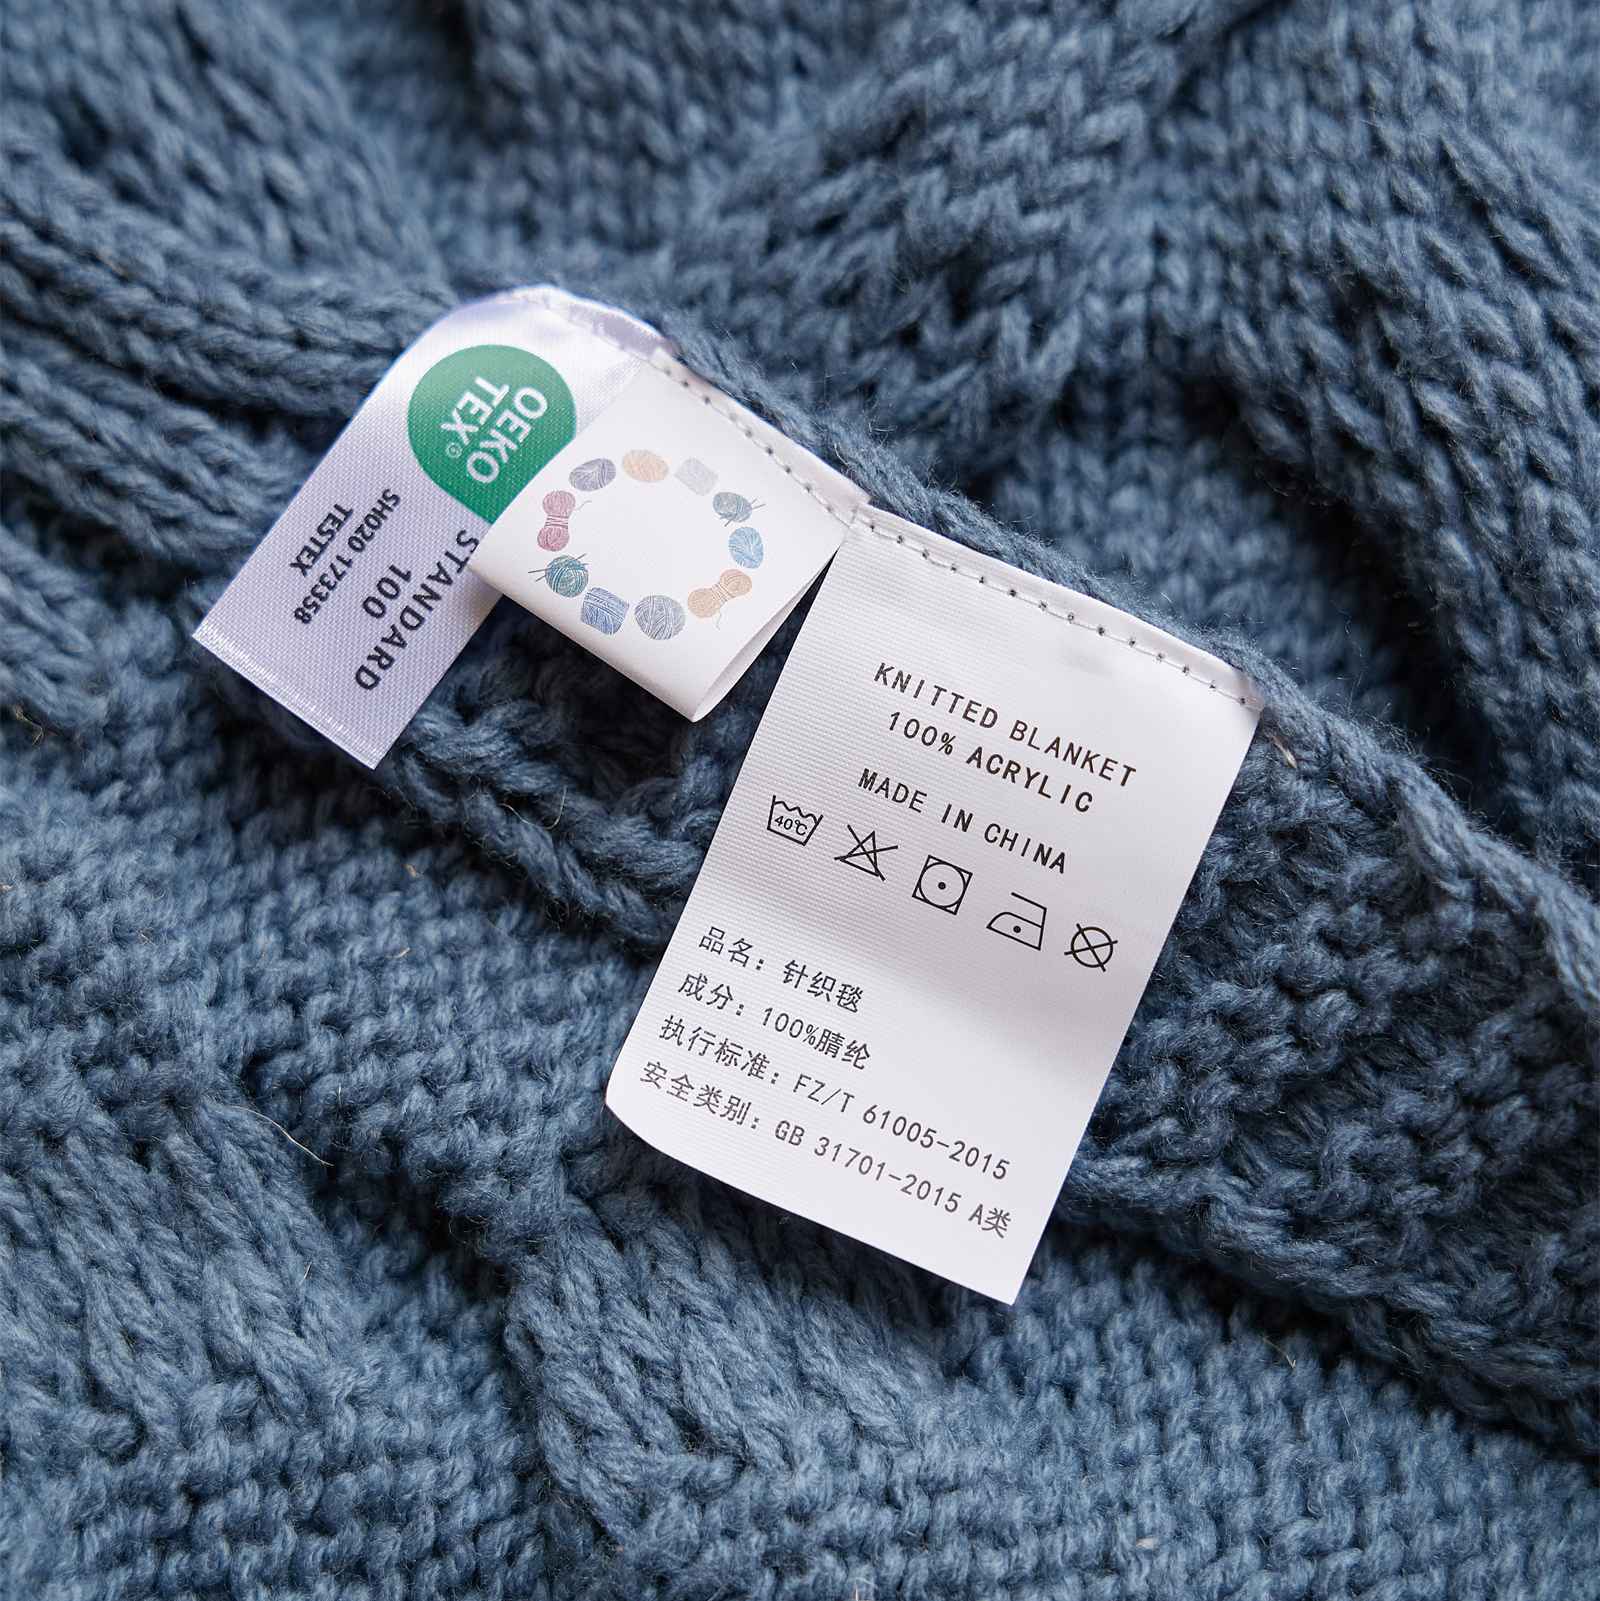 OEKO
TEX®
STANDARD
100
SH020 173358
TESTEX
KNITTED BLANKET
100% ACRYLIC
MADE IN CHINA
40℃
品名：针织毯
成分：100%腈纶
执行标准：FZ/T 61005-2015
安全类别：GB 31701-2015 A类